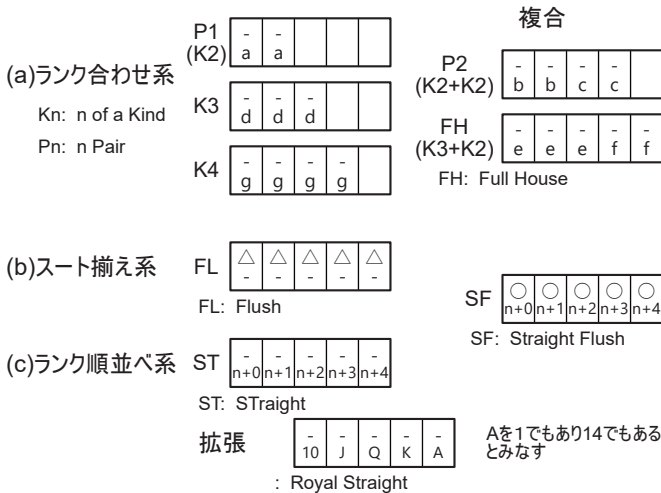 複合
P1
(K2)
- -
a a
(a)ランク合わせ系
Kn: n of a Kind
Pn: n Pair
K3
- - -
d d d
K4
- - - -
g g g g
P2
(K2+K2)
- - - -
b b c c
FH
(K3+K2)
- - - - -
e e e f f
FH: Full House
(b)スート揃え系
FL
△ △ △ △ △
- - - - -
FL: Flush
SF
○ ○ ○ ○ ○
n+0 n+1 n+2 n+3 n+4
SF: Straight Flush
(c)ランク順並べ系
ST
- - - - -
n+0 n+1 n+2 n+3 n+4
ST: STraight
拡張
- - - - -
10 J Q K A
: Royal Straight
Aを1でもあり14でもある
とみなす